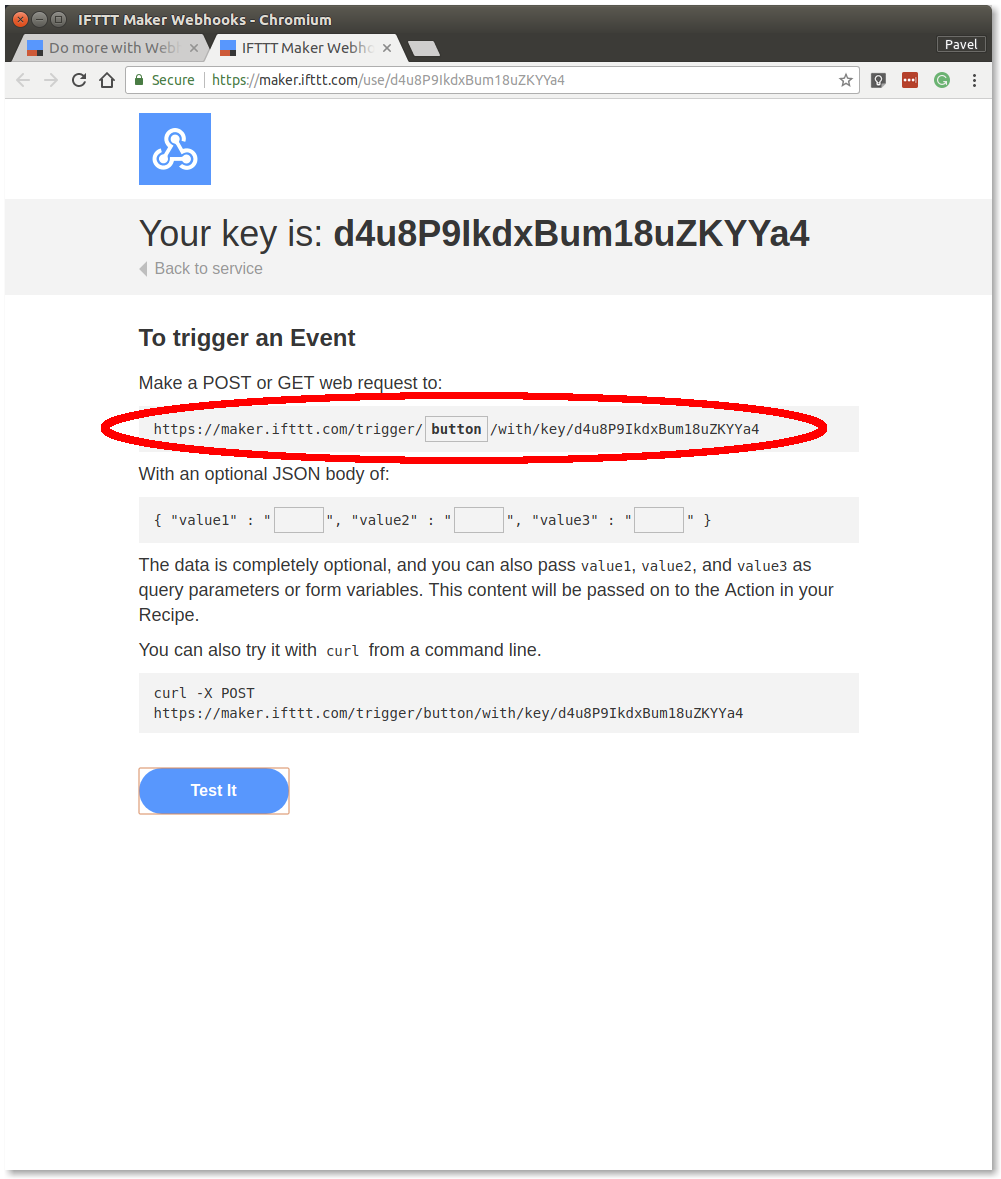 IFTTT Maker Webhooks - Chromium
Do more with Web
IFTTT Maker Webho
Pavel
Secure https://maker.ifttt.com/use/d4u8P9IkdxBum18uZKYYa4
Your key is: d4u8P9IkdxBum18uZKYYa4
Back to service
To trigger an Event
Make a POST or GET web request to:
https://maker.ifttt.com/trigger/ button /with/key/d4u8P9IkdxBum18uZKYYa4
With an optional JSON body of:
{ "value1" : " ", "value2" : " ", "value3" : " " }
The data is completely optional, and you can also pass value1, value2, and value3 as
query parameters or form variables. This content will be passed on to the Action in your
Recipe.
You can also try it with curl from a command line.
curl -X POST
https://maker.ifttt.com/trigger/button/with/key/d4u8P9IkdxBum18uZKYYa4
Test It